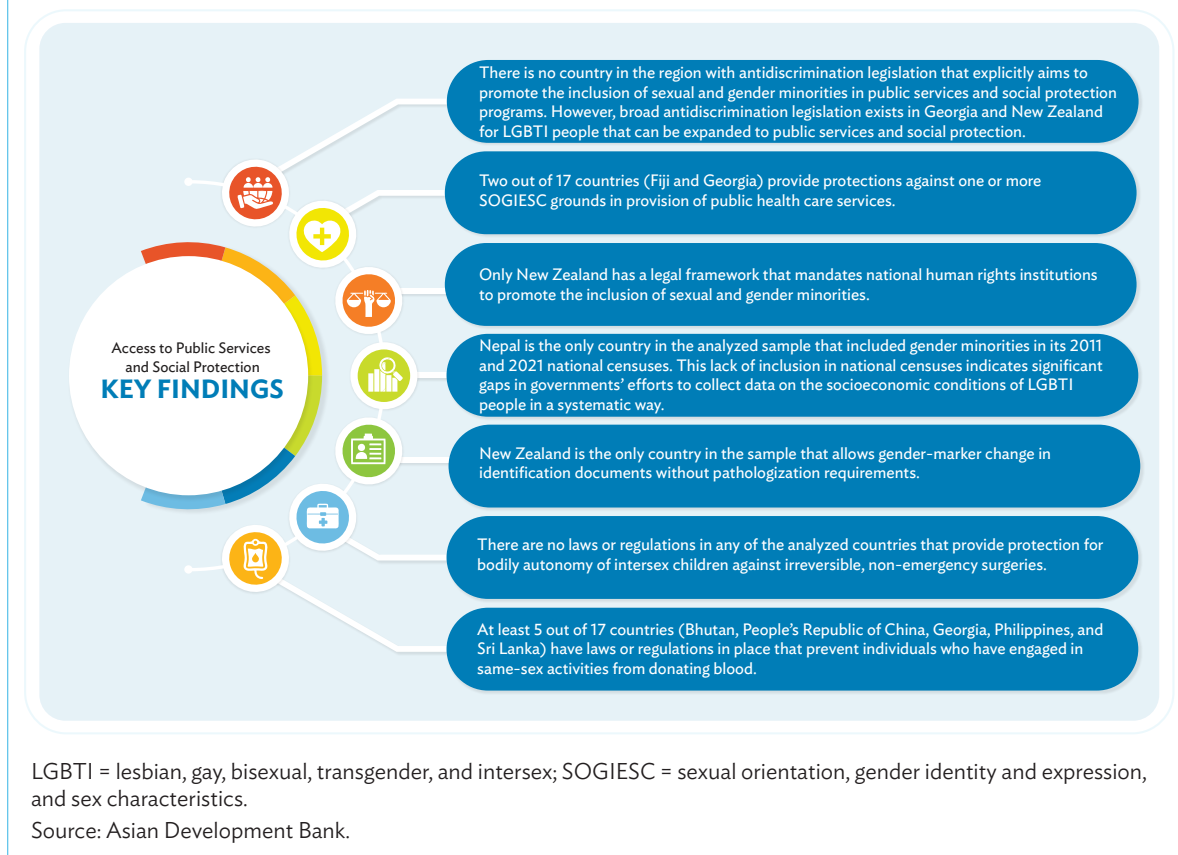 There is no country in the region with antidiscrimination legislation that explicitly aims to
promote the inclusion of sexual and gender minorities in public services and social protection
programs. However, broad antidiscrimination legislation exists in Georgia and New Zealand
for LGBTI people that can be expanded to public services and social protection.
Two out of 17 countries (Fiji and Georgia) provide protections against one or more
SOGIESC grounds in provision of public health care services.
Only New Zealand has a legal framework that mandates national human rights institutions
to promote the inclusion of sexual and gender minorities.
Access to Public Services
and Social Protection
KEY FINDINGS
Nepal is the only country in the analyzed sample that included gender minorities in its 2011
and 2021 national censuses. This lack of inclusion in national censuses indicates significant
gaps in governments' efforts to collect data on the socioeconomic conditions of LGBTI
people in a systematic way.
New Zealand is the only country in the sample that allows gender-marker change in
identification documents without pathologization requirements.
There are no laws or regulations in any of the analyzed countries that provide protection for
bodily autonomy of intersex children against irreversible, non-emergency surgeries.
At least 5 out of 17 countries (Bhutan, People's Republic of China, Georgia, Philippines, and
Sri Lanka) have laws or regulations in place that prevent individuals who have engaged in
same-sex activities from donating blood.
LGBTI = lesbian, gay, bisexual, transgender, and intersex; SOGIESC = sexual orientation, gender identity and expression,
and sex characteristics.
Source: Asian Development Bank.